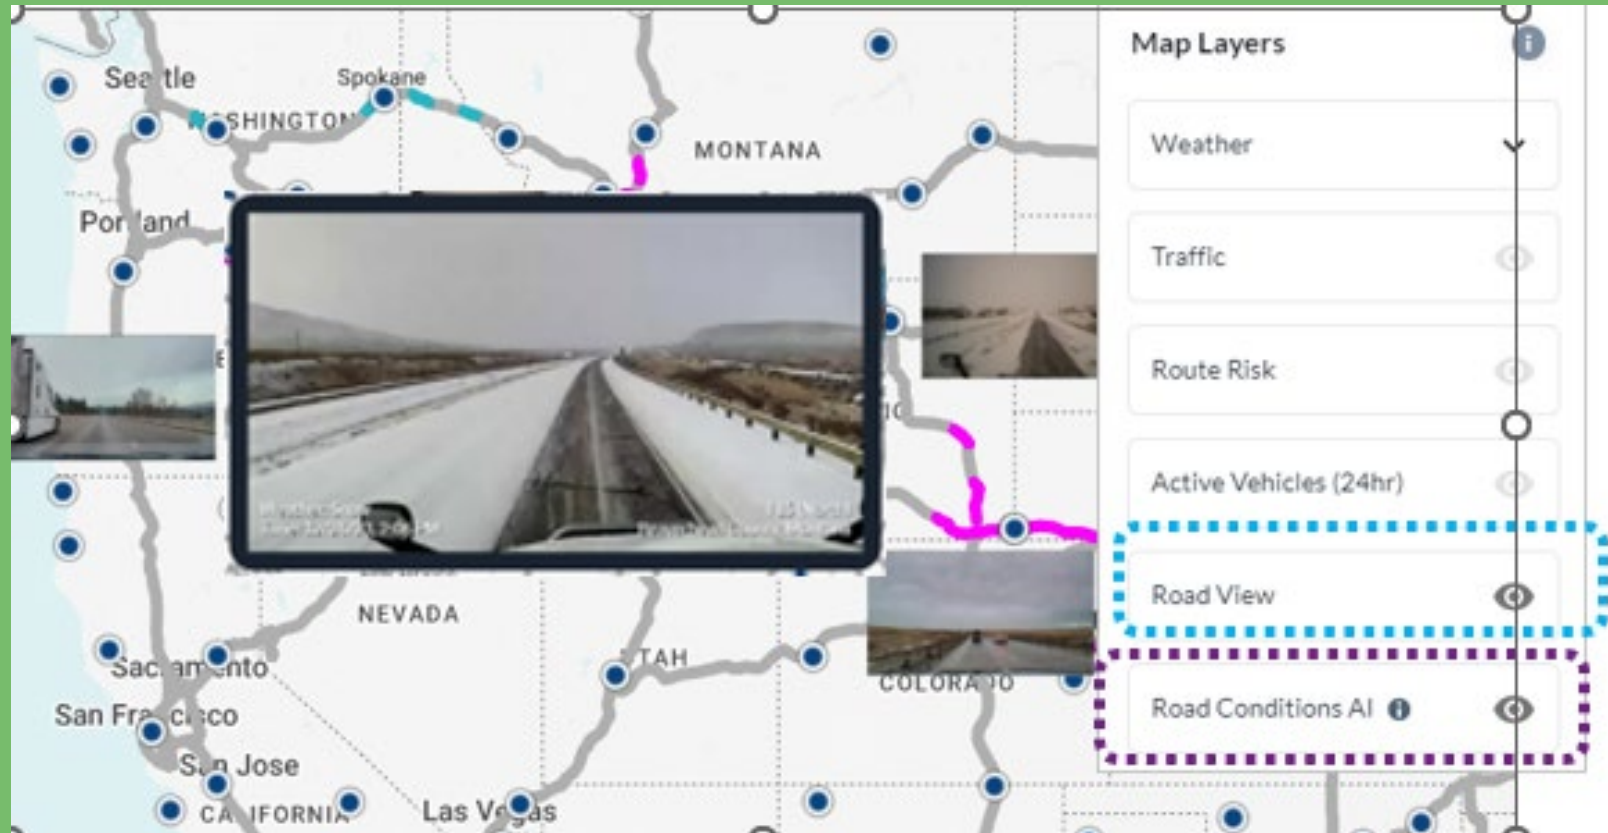 Seattle
Spokane
WASHINGTON
MONTANA
Portland
NEVADA
UTAH
COLORADO
Sacramento
San Francisco
San Jose
CALIFORNIA
Las Vegas
Map Layers
Weather
Traffic
Route Risk
Active Vehicles (24hr)
Road View
Road Conditions AI